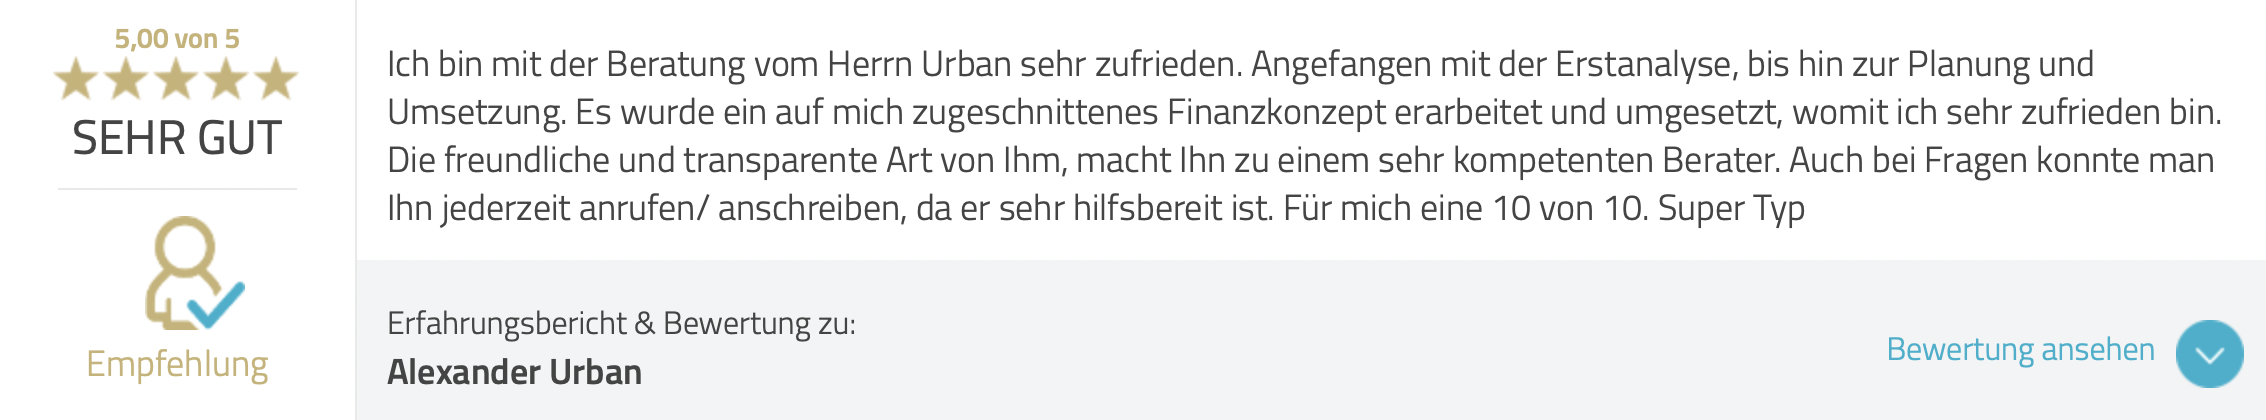 5,00 von 5
SEHR GUT
Empfehlung
Ich bin mit der Beratung vom Herrn Urban sehr zufrieden. Angefangen mit der Erstanalyse, bis hin zur Planung und
Umsetzung. Es wurde ein auf mich zugeschnittenes Finanzkonzept erarbeitet und umgesetzt, womit ich sehr zufrieden bin.
Die freundliche und transparente Art von Ihm, macht Ihn zu einem sehr kompetenten Berater. Auch bei Fragen konnte man
Ihn jederzeit anrufen/ anschreiben, da er sehr hilfsbereit ist. Für mich eine 10 von 10. Super Typ
Erfahrungsbericht & Bewertung zu:
Alexander Urban
Bewertung ansehen